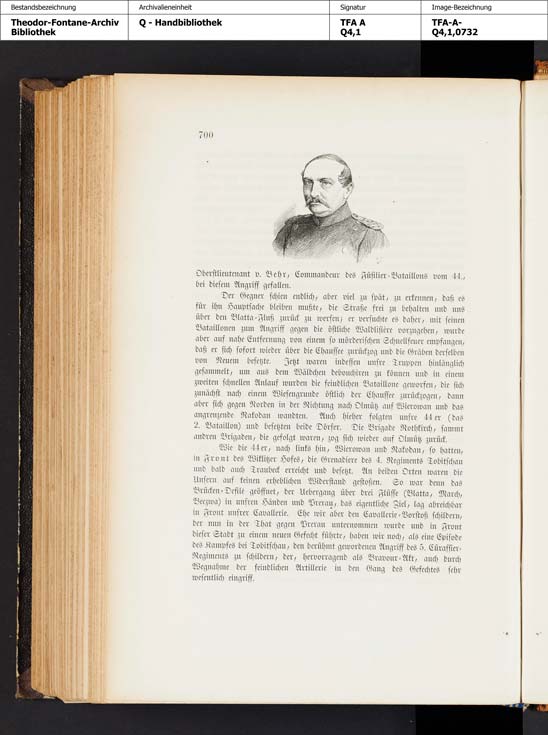 Bestandsbezeichnung
Archivalieneinheit
Signatur
Image-Bezeichnung
Theodor-Fontane-Archiv
Bibliothek
Q - Handbibliothek
TFA A
Q4,1
TFA-A-
Q4,1,0732
700
Oberstlieutenant v. Behr, Commandeur des Füsilier-Bataillons vom 44.,
bei diesem Angriff gefallen.
Der Gegner schien endlich, aber viel zu spät, zu erkennen, daß es
für ihn Hauptsache bleiben mußte, die Straße frei zu behalten und uns
über den Blatta-Fluß zurück zu werfen; er versuchte es daher, mit seinen
Bataillonen zum Angriff gegen die östliche Waldlisière vorzugehen, wurde
aber auf nahe Entfernung von einem so mörderischen Schnellfeuer empfangen,
daß er sich sofort wieder über die Chaussee zurückzog und die Gräben derselben
von Neuem besetzte. Jetzt waren indessen unsre Truppen hinlänglich
gesammelt, um aus dem Wäldchen debouchiren zu können und in einem
zweiten schnellen Anlauf wurden die feindlichen Bataillone geworfen, die sich
zunächst nach einem Wiesengrunde östlich der Chaussee zurückzogen, dann
aber sich gegen Norden in der Richtung nach Olmütz auf Wierowan und das
angrenzende Rakodan wandten. Auch hieher folgten unsre 44er (das
2. Bataillon) und besetzten beide Dörfer. Die Brigade Rothkirch, sammt
andren Brigaden, die gefolgt waren, zog sich wieder auf Olmütz zurück.
Wie die 44er, nach links hin, Wierowan und Rakodan, so hatten,
in Front des Wiklitzer Hofes, die Grenadiere des 4. Regiments Tobitschau
und bald auch Traubeck erreicht und besetzt. An beiden Orten waren die
Unsern auf keinen erheblichen Widerstand gestoßen. So war denn das
Brücken-Defilé geöffnet, der Uebergang über drei Flüsse (Blatta, March,
Beczwa) in unsren Händen und Prerau, das eigentliche Ziel, lag abreichbar
in Front unsrer Cavallerie. Ehe wir aber den Cavallerie-Vorstoß schildern,
der nun in der That gegen Prerau unternommen wurde und in Front
dieser Stadt zu einem neuen Gefecht führte, haben wir noch, als eine Episode
des Kampfes bei Tobitschau, den berühmt gewordenen Angriff des 5. Cürassier-
Regiments zu schildern, der, hervorragend als Bravour-Akt, auch durch
Wegnahme der feindlichen Artillerie in den Gang des Gefechtes sehr
wesentlich eingriff.